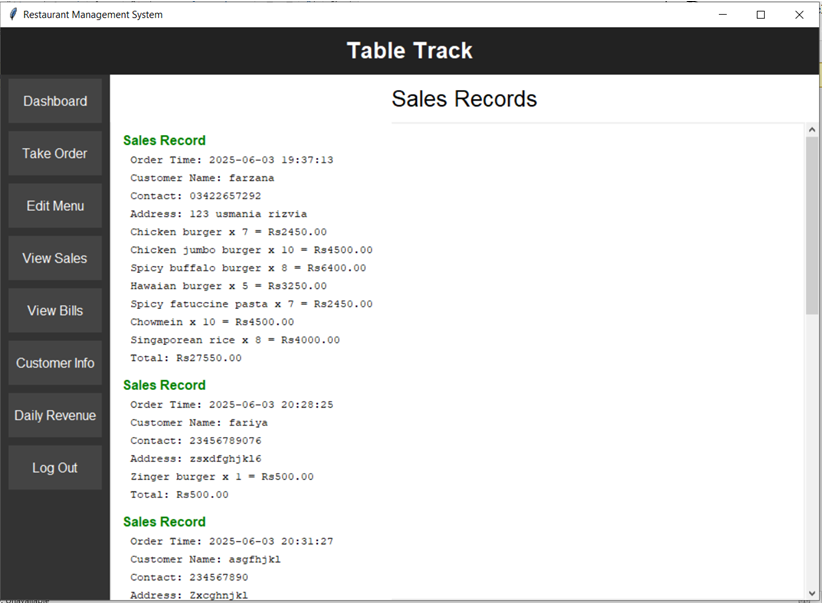 Restaurant Management System
Table Track
Dashboard
Take Order
Edit Menu
View Sales
View Bills
Customer Info
Daily Revenue
Log Out
Sales Records
Sales Record
Order Time: 2025-06-03 19:37:13
Customer Name: farzana
Contact: 03422657292
Address: 123 usmania rizvia
Chicken burger x 7 = Rs2450.00
Chicken jumbo burger x 10 = Rs4500.00
Spicy buffalo burger x 8 = Rs6400.00
Hawaian burger x 5 = Rs3250.00
Spicy fatuccine pasta x 7 = Rs2450.00
Chowmein x 10 = Rs4500.00
Singaporean rice x 8 = Rs4000.00
Total: Rs27550.00
Sales Record
Order Time: 2025-06-03 20:28:25
Customer Name: fariya
Contact: 23456789076
Address: zsxdfghjkl6
Zinger burger x 1 = Rs500.00
Total: Rs500.00
Sales Record
Order Time: 2025-06-03 20:31:27
Customer Name: asgfhjkl
Contact: 234567890
Address: Zxcghnjkl